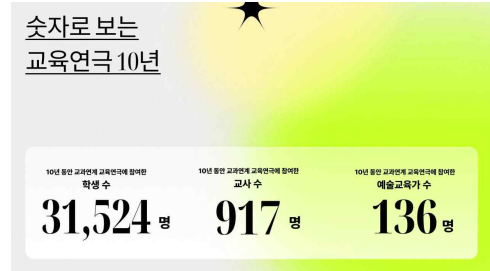 숫자로 보는
교육연극 10년
10년 동안 교과연계 교육연극에 참여한
학생 수
31,524 명
10년 동안 교과연계 교육연극에 참여한
교사 수
917 명
10년 동안 교과연계 교육연극에 참여한
예술교육가 수
136 명